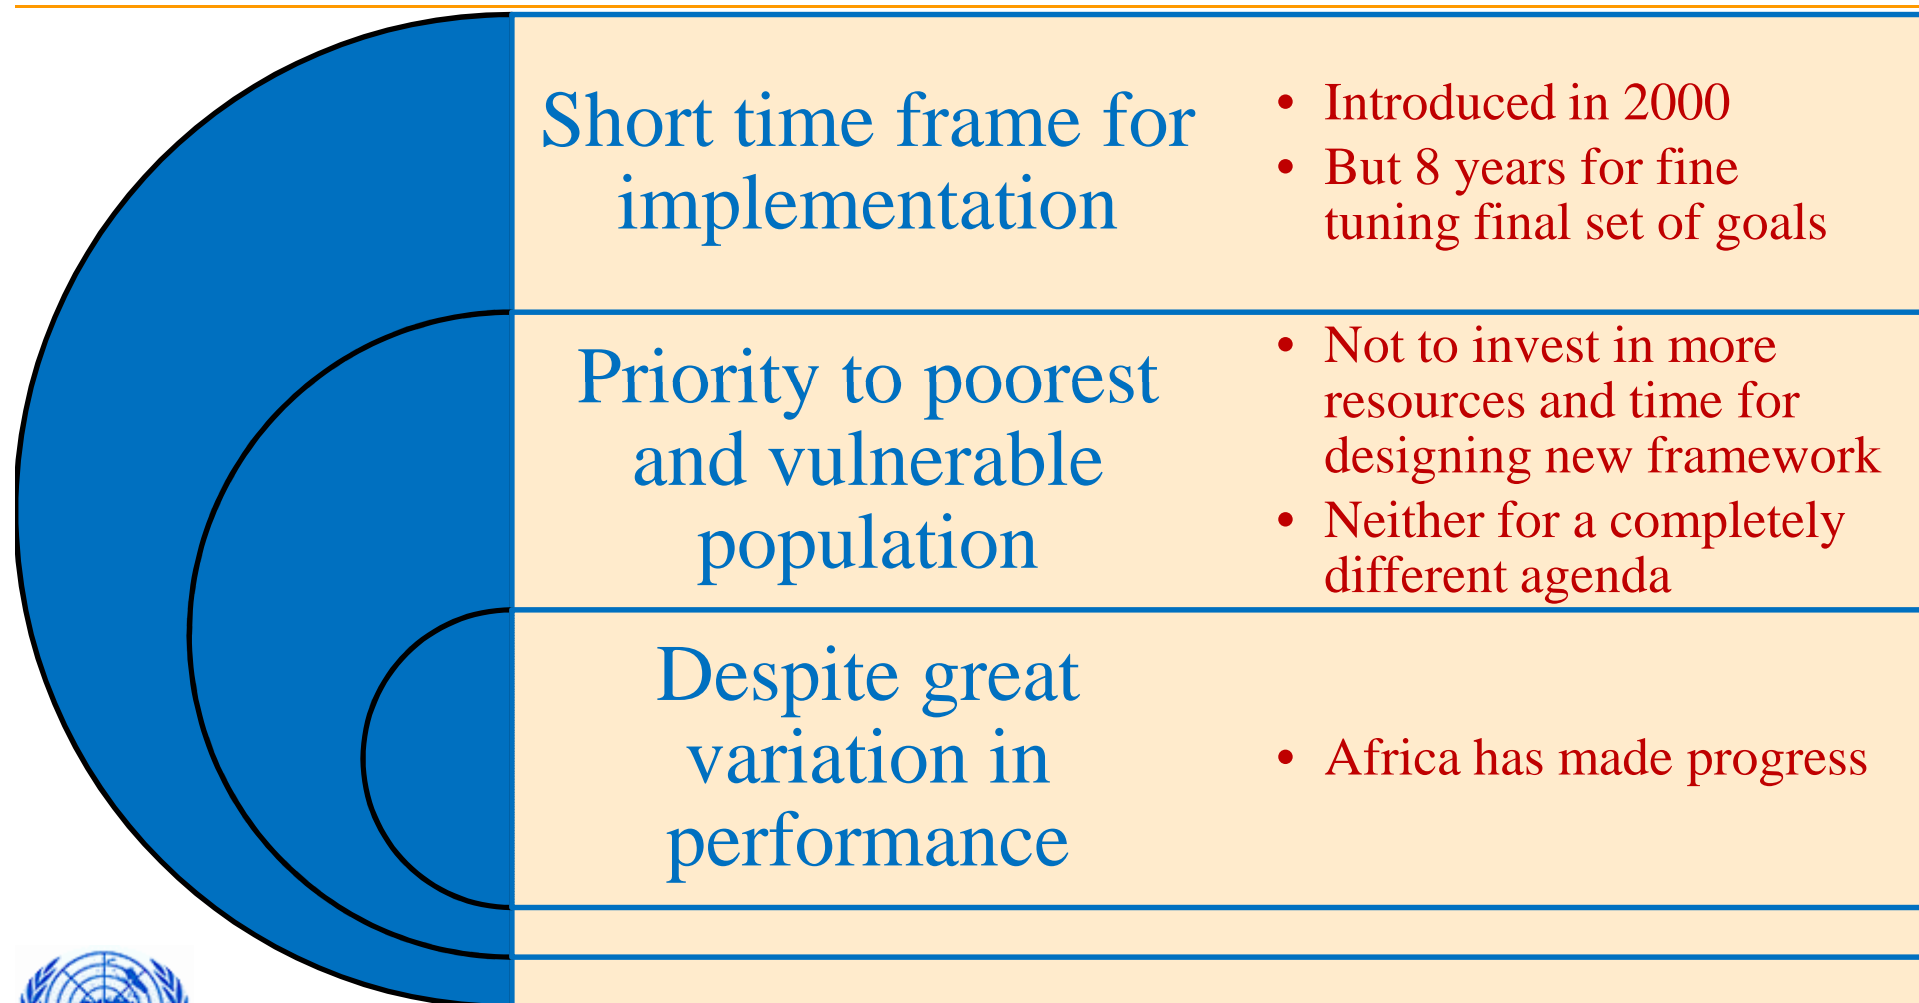 Short time frame for
implementation
• Introduced in 2000
• But 8 years for fine
tuning final set of goals
Priority to poorest
and vulnerable
population
• Not to invest in more
resources and time for
designing new framework
• Neither for a completely
different agenda
Despite great
variation in
performance
• Africa has made progress